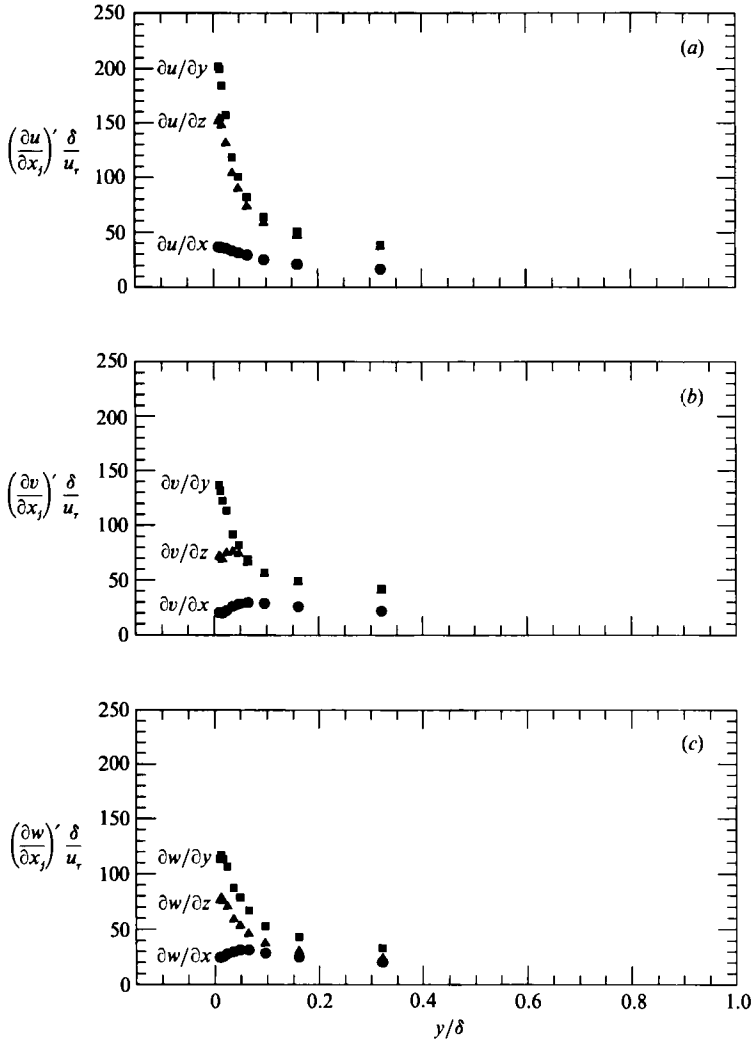 250
200
150
100
50
0
(∂u/∂x_j)′ δ/u_τ
∂u/∂y
∂u/∂z
∂u/∂x
(a)
250
200
150
100
50
0
(∂v/∂x_j)′ δ/u_τ
∂v/∂y
∂v/∂z
∂v/∂x
(b)
250
200
150
100
50
0
(∂w/∂x_j)′ δ/u_τ
∂w/∂y
∂w/∂z
∂w/∂x
(c)
0 0.2 0.4 0.6 0.8 1.0
y/δ